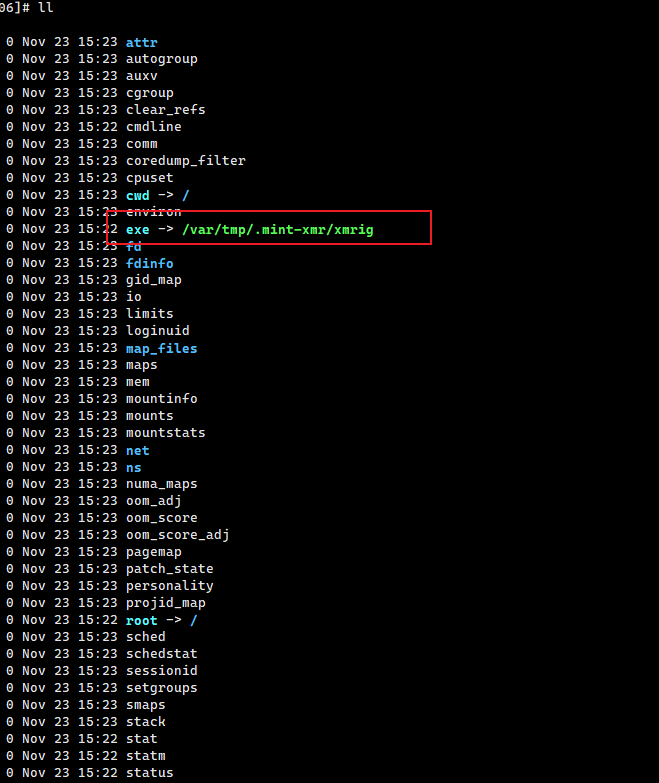 06]# ll
0 Nov 23 15:23 attr
0 Nov 23 15:23 autogroup
0 Nov 23 15:23 auxv
0 Nov 23 15:23 cgroup
0 Nov 23 15:23 clear_refs
0 Nov 23 15:22 cmdline
0 Nov 23 15:23 comm
0 Nov 23 15:23 coredump_filter
0 Nov 23 15:23 cpuset
0 Nov 23 15:23 cwd -> /
0 Nov 23 15:23 environ
0 Nov 23 15:22 exe -> /var/tmp/.mint-xmr/xmrig
0 Nov 23 15:23 fd
0 Nov 23 15:23 fdinfo
0 Nov 23 15:23 gid_map
0 Nov 23 15:23 io
0 Nov 23 15:23 limits
0 Nov 23 15:23 loginuid
0 Nov 23 15:23 map_files
0 Nov 23 15:23 maps
0 Nov 23 15:23 mem
0 Nov 23 15:23 mountinfo
0 Nov 23 15:23 mounts
0 Nov 23 15:23 mountstats
0 Nov 23 15:23 net
0 Nov 23 15:23 ns
0 Nov 23 15:23 numa_maps
0 Nov 23 15:23 oom_adj
0 Nov 23 15:23 oom_score
0 Nov 23 15:23 oom_score_adj
0 Nov 23 15:23 pagemap
0 Nov 23 15:23 patch_state
0 Nov 23 15:23 personality
0 Nov 23 15:23 projid_map
0 Nov 23 15:22 root -> /
0 Nov 23 15:23 sched
0 Nov 23 15:23 schedstat
0 Nov 23 15:23 sessionid
0 Nov 23 15:23 setgroups
0 Nov 23 15:23 smaps
0 Nov 23 15:23 stack
0 Nov 23 15:22 stat
0 Nov 23 15:22 statm
0 Nov 23 15:22 status